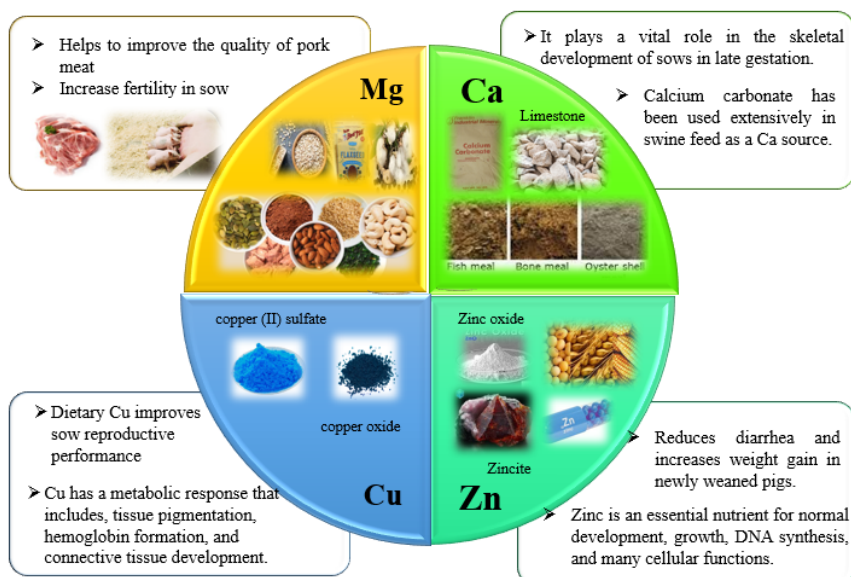 ➢ Helps to improve the quality of pork
meat
➢ Increase fertility in sow
Mg
Ca
Limestone
Calcium
Carbonate
Fish meal
Bone meal
Oyster shell
➢ It plays a vital role in the skeletal
development of sows in late gestation.
➢ Calcium carbonate has
been used extensively in
swine feed as a Ca source.
copper (II) sulfate
copper oxide
Cu
Zinc oxide
Zn
Zincite
Zn
➢ Dietary Cu improves
sow reproductive
performance
➢ Cu has a metabolic response that
includes, tissue pigmentation,
hemoglobin formation, and
connective tissue development.
➢ Reduces diarrhea and
increases weight gain in
newly weaned pigs.
➢ Zinc is an essential nutrient for normal
development, growth, DNA synthesis,
and many cellular functions.